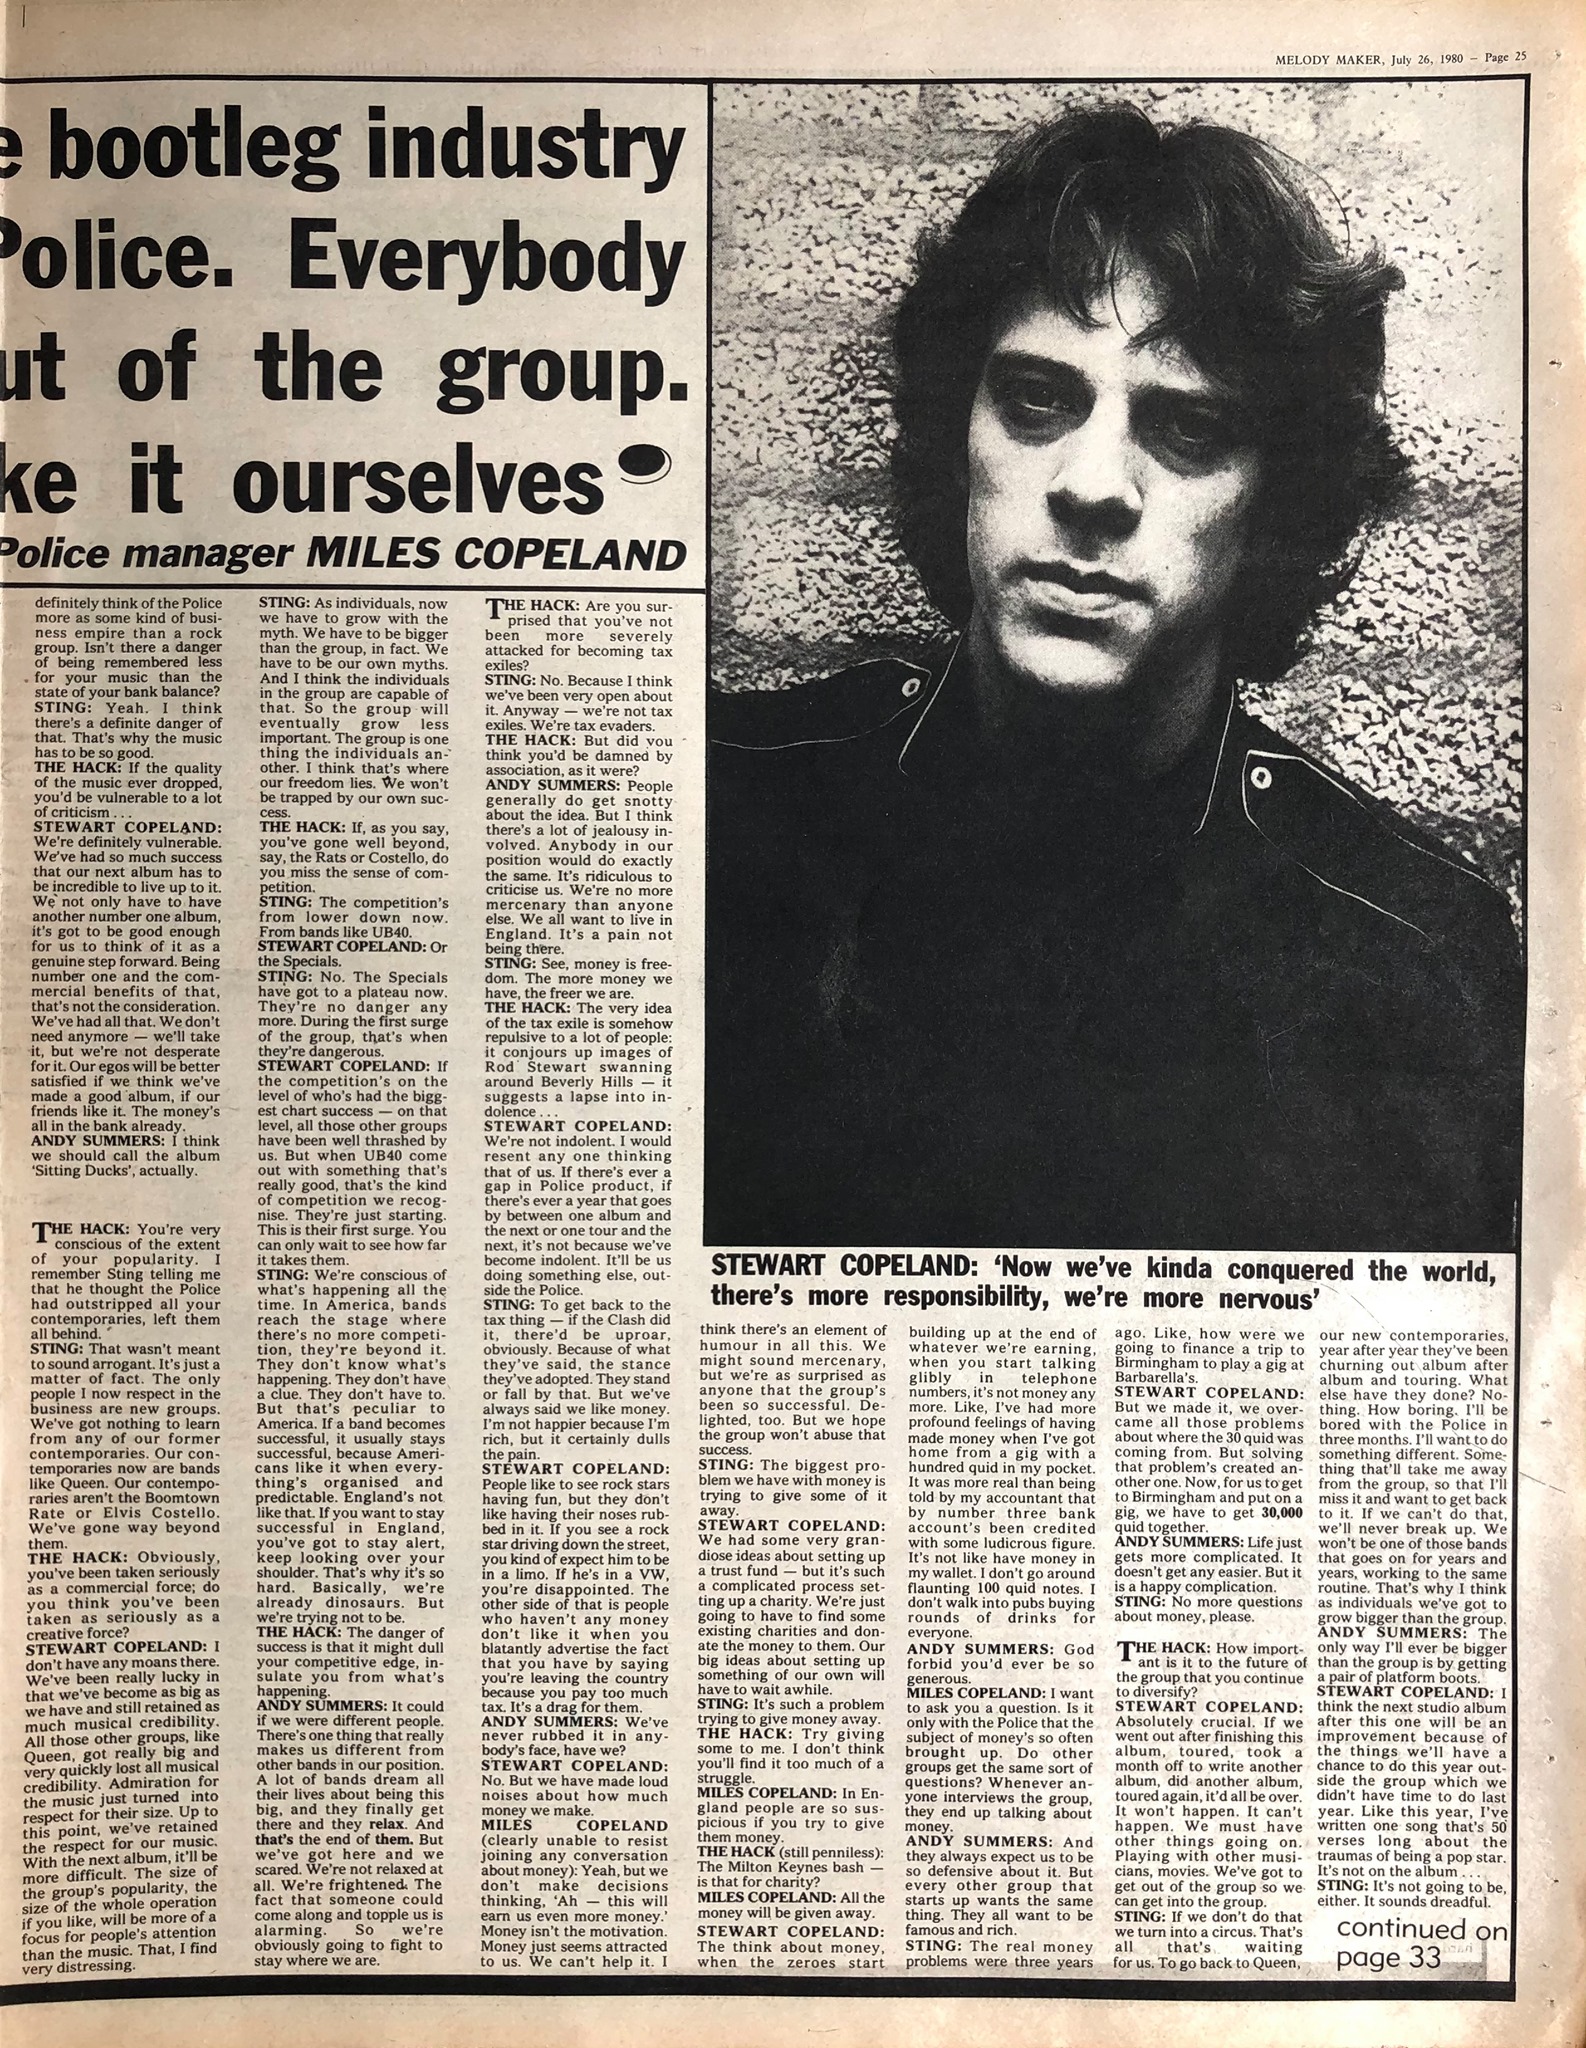 MELODY MAKER, July 26, 1980 — Page 25
e bootleg industry
Police. Everybody
ut of the group.
ke it ourselves
Police manager MILES COPELAND
definitely think of the Police
more as some kind of busi-
ness empire than a rock
group. Isn't there a danger
of being remembered less
for your music than the
state of your bank balance?
STING: Yeah. I think
there's a definite danger of
that. That's why the music
has to be so good.
THE HACK: If the quality
of the music ever dropped,
you'd be vulnerable to a lot
of criticism ...
STEWART COPELAND:
We're definitely vulnerable.
We've had so much success
that our next album has to
be incredible to live up to it.
We not only have to have
another number one album,
it's got to be good enough
for us to think of it as a
genuine step forward. Being
number one and the com-
mercial benefits of that,
that's not the consideration.
We've had all that. We don't
need anymore — we'll take
it, but we're not desperate
for it. Our egos will be better
satisfied if we think we've
made a good album, if our
friends like it. The money's
all in the bank already.
ANDY SUMMERS: I think
we should call the album
'Sitting Ducks', actually.
THE HACK: You're very
conscious of the extent
of your popularity. I
remember Sting telling me
that he thought the Police
had outstripped all your
contemporaries, left them
all behind.
STING: That wasn't meant
to sound arrogant. It's just a
matter of fact. The only
people I now respect in the
business are new groups.
We've got nothing to learn
from any of our former
contemporaries. Our con-
temporaries now are bands
like Queen. Our contempo-
raries aren't the Boomtown
Rate or Elvis Costello.
We've gone way beyond
them.
THE HACK: Obviously,
you've been taken seriously
as a commercial force; do
you think you've been
taken as seriously as a
creative force?
STEWART COPELAND: I
don't have any moans there.
We've been really lucky in
that we've become as big as
we have and still retained as
much musical credibility.
All those other groups, like
Queen, got really big and
very quickly lost all musical
credibility. Admiration for
the music just turned into
respect for their size. Up to
this point, we've retained
the respect for our music.
With the next album, it'll be
more difficult. The size of
the group's popularity, the
size of the whole operation
if you like, will be more of a
focus for people's attention
than the music. That, I find
very distressing.
STING: As individuals, now
we have to grow with the
myth. We have to be bigger
than the group, in fact. We
have to be our own myths.
And I think the individuals
in the group are capable of
that. So the group will
eventually grow less
important. The group is one
thing the individuals an-
other. I think that's where
our freedom lies. We won't
be trapped by our own suc-
cess.
THE HACK: If, as you say,
you've gone well beyond,
say, the Rats or Costello, do
you miss the sense of com-
petition.
STING: The competition's
from lower down now.
From bands like UB40.
STEWART COPELAND: Or
the Specials.
STING: No. The Specials
have got to a plateau now.
They're no danger any
more. During the first surge
of the group, that's when
they're dangerous.
STEWART COPELAND: If
the competition's on the
level of who's had the bigg-
est chart success — on that
level, all those other groups
have been well thrashed by
us. But when UB40 come
out with something that's
really good, that's the kind
of competition we recog-
nise. They're just starting.
This is their first surge. You
can only wait to see how far
it takes them.
STING: We're conscious of
what's happening all the
time. In America, bands
reach the stage where
there's no more competi-
tion, they're beyond it.
They don't know what's
happening. They don't have
a clue. They don't have to.
But that's peculiar to
America. If a band becomes
successful, it usually stays
successful, because Ameri-
cans like it when every-
thing's organised and
predictable. England's not
like that. If you want to stay
successful in England,
you've got to stay alert,
keep looking over your
shoulder. That's why it's so
hard. Basically, we're
already dinosaurs. But
we're trying not to be.
THE HACK: The danger of
success is that it might dull
your competitive edge, in-
sulate you from what's
happening.
ANDY SUMMERS: It could
if we were different people.
There's one thing that really
makes us different from
other bands in our position.
A lot of bands dream all
their lives about being this
big, and they finally get
there and they relax. And
that's the end of them. But
we've got here and we
scared. We're not relaxed at
all. We're frightened. The
fact that someone could
come along and topple us is
alarming. So we're
obviously going to fight to
stay where we are.
THE HACK: Are you sur-
prised that you've not
been more severely
attacked for becoming tax
exiles?
STING: No. Because I think
we've been very open about
it. Anyway — we're not tax
exiles. We're tax evaders.
THE HACK: But did you
think you'd be damned by
association, as it were?
ANDY SUMMERS: People
generally do get snotty
about the idea. But I think
there's a lot of jealousy in-
volved. Anybody in our
position would do exactly
the same. It's ridiculous to
criticise us. We're no more
mercenary than anyone
else. We all want to live in
England. It's a pain not
being there.
STING: See, money is free-
dom. The more money we
have, the freer we are.
THE HACK: The very idea
of the tax exile is somehow
repulsive to a lot of people:
it conjours up images of
Rod Stewart swanning
around Beverly Hills — it
suggests a lapse into in-
dolence ...
STEWART COPELAND:
We're not indolent. I would
resent any one thinking
that of us. If there's ever a
gap in Police product, if
there's ever a year that goes
by between one album and
the next or one tour and the
next, it's not because we've
become indolent. It'll be us
doing something else, out-
side the Police.
STING: To get back to the
tax thing — if the Clash did
it, there'd be uproar,
obviously. Because of what
they've said, the stance
they've adopted. They stand
or fall by that. But we've
always said we like money.
I'm not happier because I'm
rich, but it certainly dulls
the pain.
STEWART COPELAND:
People like to see rock stars
having fun, but they don't
like having their noses rub-
bed in it. If you see a rock
star driving down the street,
you kind of expect him to be
in a limo. If he's in a VW,
you're disappointed. The
other side of that is people
who haven't any money
don't like it when you
blatantly advertise the fact
that you have by saying
you're leaving the country
because you pay too much
tax. It's a drag for them.
ANDY SUMMERS: We've
never rubbed it in any-
body's face, have we?
STEWART COPELAND:
No. But we have made loud
noises about how much
money we make.
MILES COPELAND
(clearly unable to resist
joining any conversation
about money): Yeah, but we
don't make decisions
thinking, 'Ah — this will
earn us even more money.'
Money isn't the motivation.
Money just seems attracted
to us. We can't help it. I
STEWART COPELAND: 'Now we've kinda conquered the world,
there's more responsibility, we're more nervous'
think there's an element of
humour in all this. We
might sound mercenary,
but we're as surprised as
anyone that the group's
been so successful. De-
lighted, too. But we hope
the group won't abuse that
success.
STING: The biggest pro-
blem we have with money is
trying to give some of it
away.
STEWART COPELAND:
We had some very gran-
diose ideas about setting up
a trust fund — but it's such
a complicated process set-
ting up a charity. We're just
going to have to find some
existing charities and don-
ate the money to them. Our
big ideas about setting up
something of our own will
have to wait awhile.
STING: It's such a problem
trying to give money away.
THE HACK: Try giving
some to me. I don't think
you'll find it too much of a
struggle.
MILES COPELAND: In En-
gland people are so sus-
picious if you try to give
them money.
THE HACK (still penniless):
The Milton Keynes bash —
is that for charity?
MILES COPELAND: All the
money will be given away.
STEWART COPELAND:
The think about money,
when the zeroes start
building up at the end of
whatever we're earning,
when you start talking
glibly in telephone
numbers, it's not money any
more. Like, I've had more
profound feelings of having
made money when I've got
home from a gig with a
hundred quid in my pocket.
It was more real than being
told by my accountant that
by number three bank
account's been credited
with some ludicrous figure.
It's not like have money in
my wallet. I don't go around
flaunting 100 quid notes. I
don't walk into pubs buying
rounds of drinks for
everyone.
ANDY SUMMERS: God
forbid you'd ever be so
generous.
MILES COPELAND: I want
to ask you a question. Is it
only with the Police that the
subject of money's so often
brought up. Do other
groups get the same sort of
questions? Whenever an-
yone interviews the group,
they end up talking about
money.
ANDY SUMMERS: And
they always expect us to be
so defensive about it. But
every other group that
starts up wants the same
thing. They all want to be
famous and rich.
STING: The real money
problems were three years
ago. Like, how were we
going to finance a trip to
Birmingham to play a gig at
Barbarella's.
STEWART COPELAND:
But we made it, we over-
came all those problems
about where the 30 quid was
coming from. But solving
that problem's created an-
other one. Now, for us to get
to Birmingham and put on a
gig, we have to get 30,000
quid together.
ANDY SUMMERS: Life just
gets more complicated. It
doesn't get any easier. But it
is a happy complication.
STING: No more questions
about money, please.
THE HACK: How import-
ant is it to the future of
the group that you continue
to diversify?
STEWART COPELAND:
Absolutely crucial. If we
went out after finishing this
album, toured, took a
month off to write another
album, did another album,
toured again, it'd all be over.
It won't happen. It can't
happen. We must have
other things going on.
Playing with other musi-
cians, movies. We've got to
get out of the group so we
can get into the group.
STING: If we don't do that
we turn into a circus. That's
all that's waiting
for us. To go back to Queen,
our new contemporaries,
year after year they've been
churning out album after
album and touring. What
else have they done? No-
thing. How boring. I'll be
bored with the Police in
three months. I'll want to do
something different. Some-
thing that'll take me away
from the group, so that I'll
miss it and want to get back
to it. If we can't do that,
we'll never break up. We
won't be one of those bands
that goes on for years and
years, working to the same
routine. That's why I think
as individuals we've got to
grow bigger than the group.
ANDY SUMMERS: The
only way I'll ever be bigger
than the group is by getting
a pair of platform boots.
STEWART COPELAND: I
think the next studio album
after this one will be an
improvement because of
the things we'll have a
chance to do this year out-
side the group which we
didn't have time to do last
year. Like this year, I've
written one song that's 50
verses long about the
traumas of being a pop star.
It's not on the album ....
STING: It's not going to be,
either. It sounds dreadful.
continued on
page 33